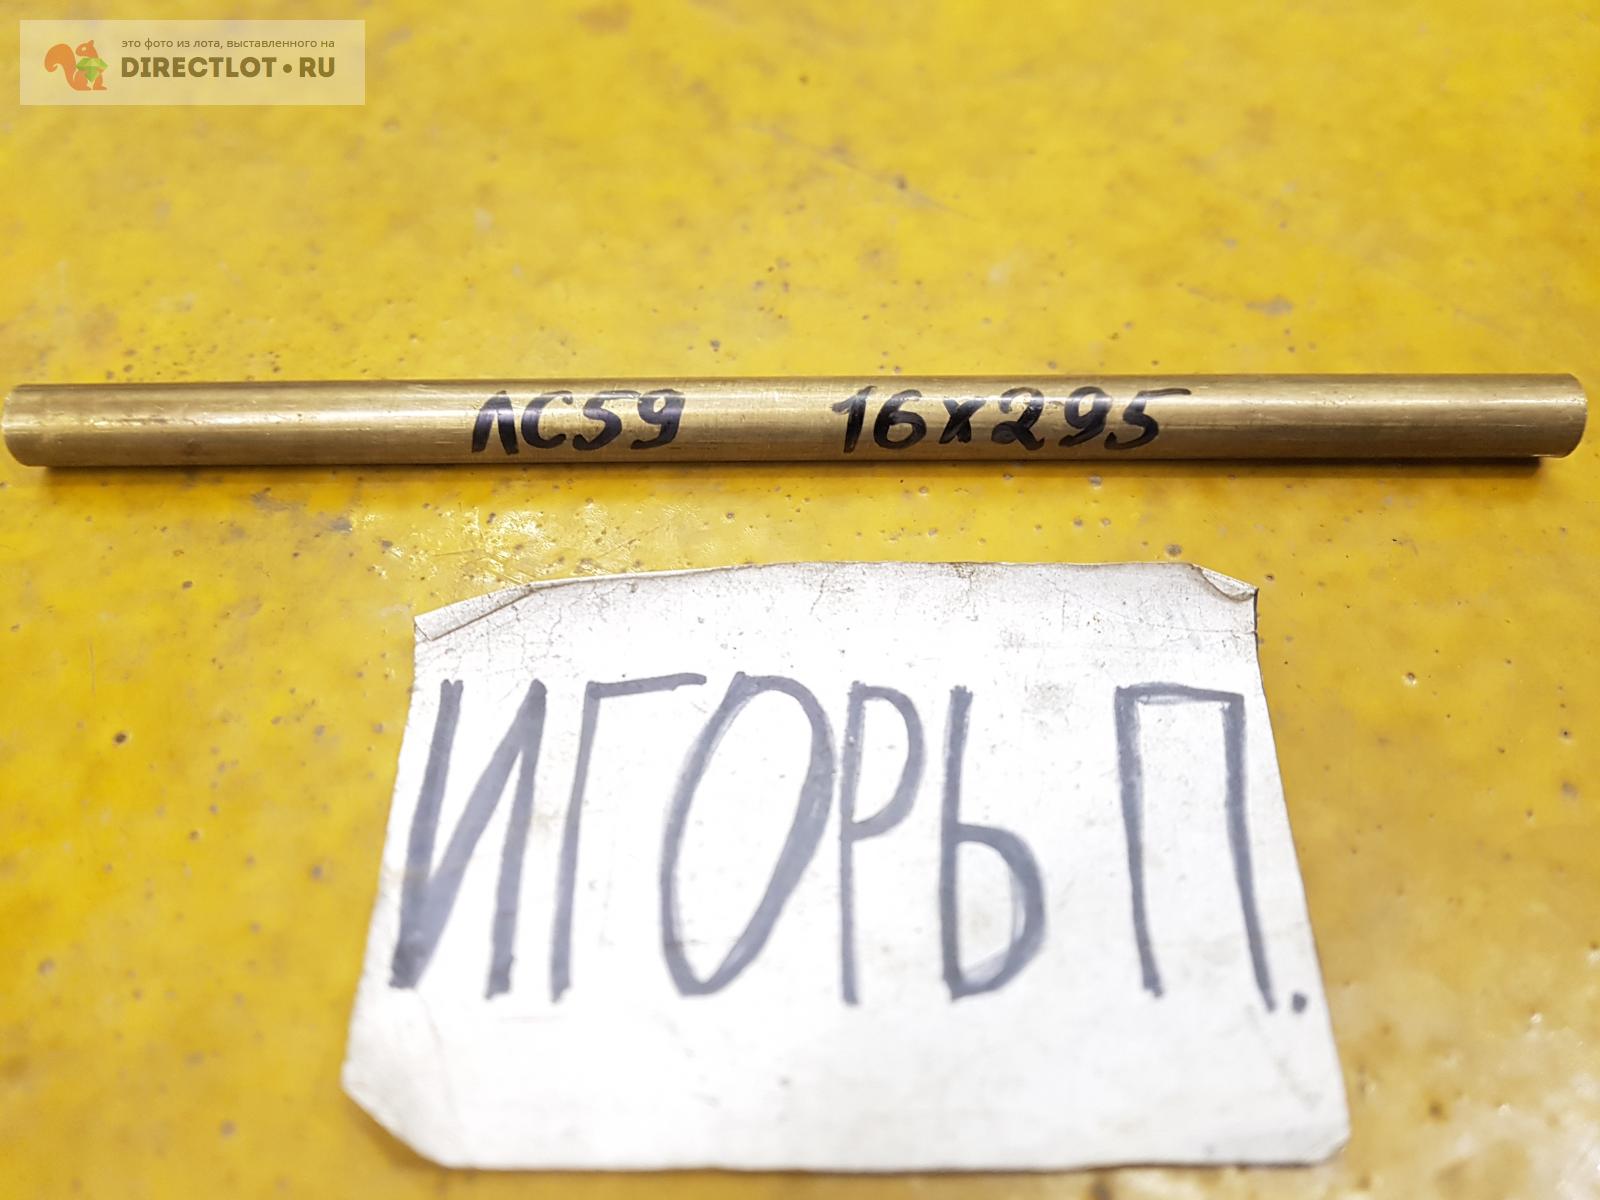 это фото из лота, выставленного на
DIRECTLOT•RU
ЛС59 16х295
ИГОРЬ П.